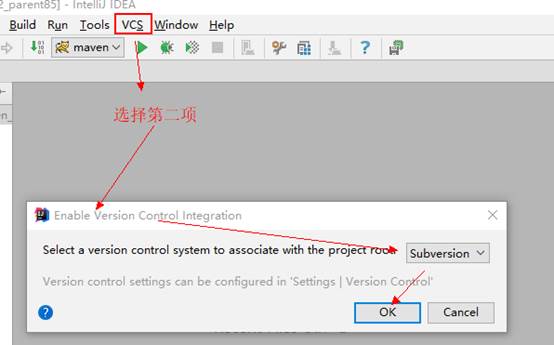 2_parent85] - IntelliJ IDEA
Build Run Tools VCS Window Help
maven
选择第二项
Enable Version Control Integration
Select a version control system to associate with the project root: Subversion
Version control settings can be configured in 'Settings | Version Control'
OK Cancel